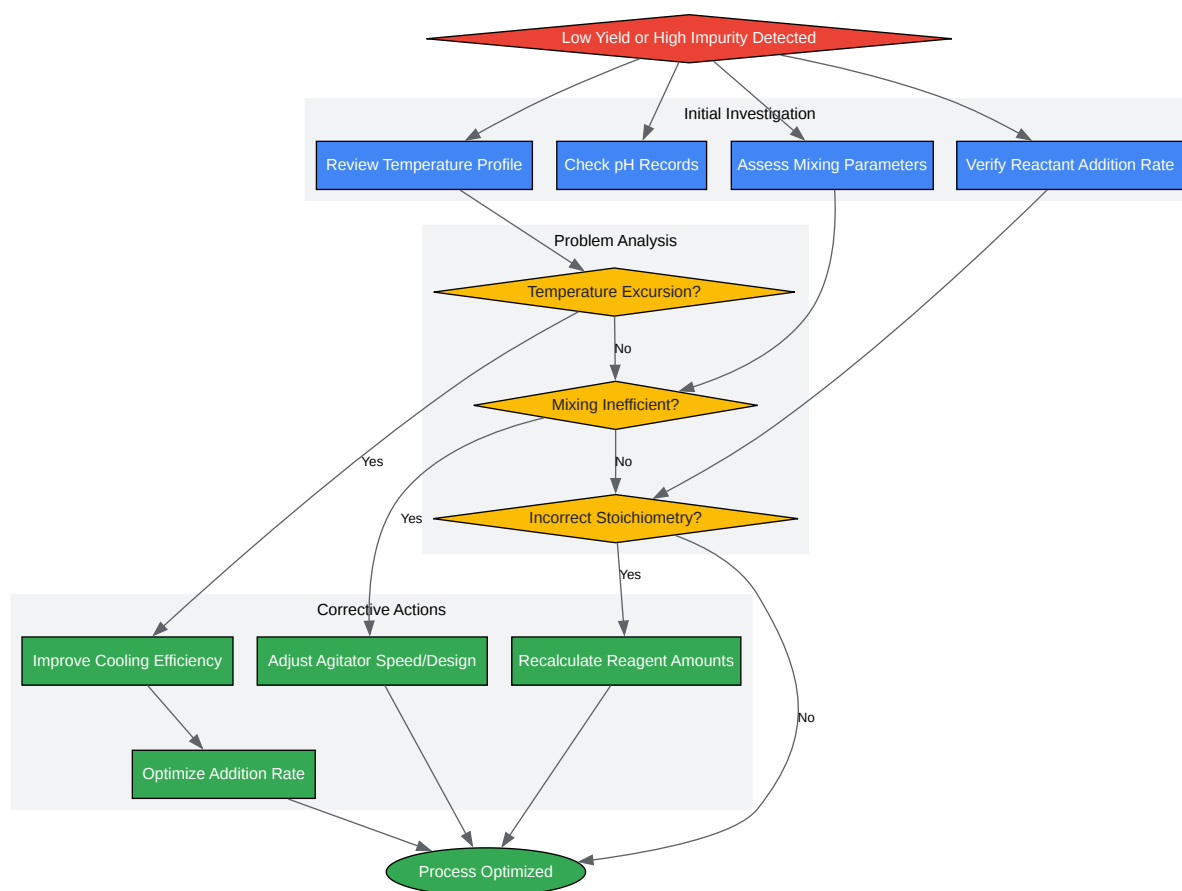 Low Yield or High Impurity Detected
Initial Investigation
Review Temperature Profile
Check pH Records
Assess Mixing Parameters
Verify Reactant Addition Rate
Problem Analysis
Temperature Excursion?
No
Mixing Inefficient?
Yes
No
Incorrect Stoichiometry?
Yes
Yes
Corrective Actions
Improve Cooling Efficiency
Adjust Agitator Speed/Design
Recalculate Reagent Amounts
No
Optimize Addition Rate
Process Optimized